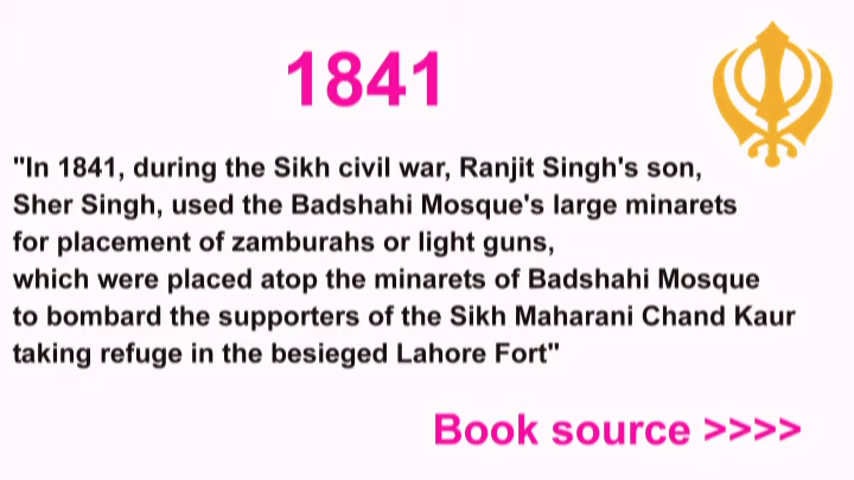 1841
"In 1841, during the Sikh civil war, Ranjit Singh's son,
Sher Singh, used the Badshahi Mosque's large minarets
for placement of zamburahs or light guns,
which were placed atop the minarets of Badshahi Mosque
to bombard the supporters of the Sikh Maharani Chand Kaur
taking refuge in the besieged Lahore Fort"
Book source >>>>